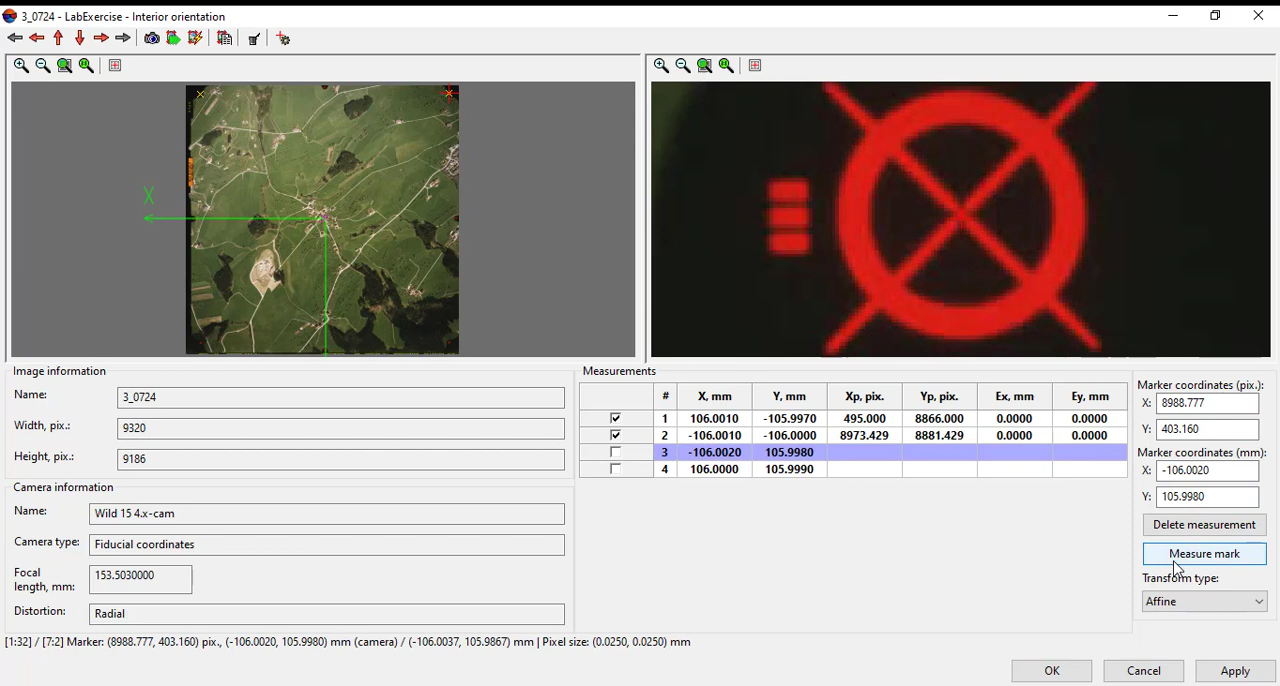 3_0724 - LabExercise - Interior orientation
X
Image information
Name: 3_0724
Width, pix.: 9320
Height, pix.: 9186
Camera information
Name: Wild 15 4.x-cam
Camera type: Fiducial coordinates
Focal length, mm: 153.5030000
Distortion: Radial
Measurements
# X, mm Y, mm Xp, pix. Yp, pix. Ex, mm Ey, mm
1 106.0010 -105.9970 495.000 8866.000 0.0000 0.0000
2 -106.0010 -106.0000 8973.429 8881.429 0.0000 0.0000
3 -106.0020 105.9980
4 106.0000 105.9990
Marker coordinates (pix.):
X: 8988.777
Y: 403.160
Marker coordinates (mm):
X: -106.0020
Y: 105.9980
Delete measurement
Measure mark
Transform type:
Affine
[1:32] / [7:2] Marker: (8988.777, 403.160) pix., (-106.0020, 105.9980) mm (camera) / (-106.0037, 105.9867) mm | Pixel size: (0.0250, 0.0250) mm
OK Cancel Apply